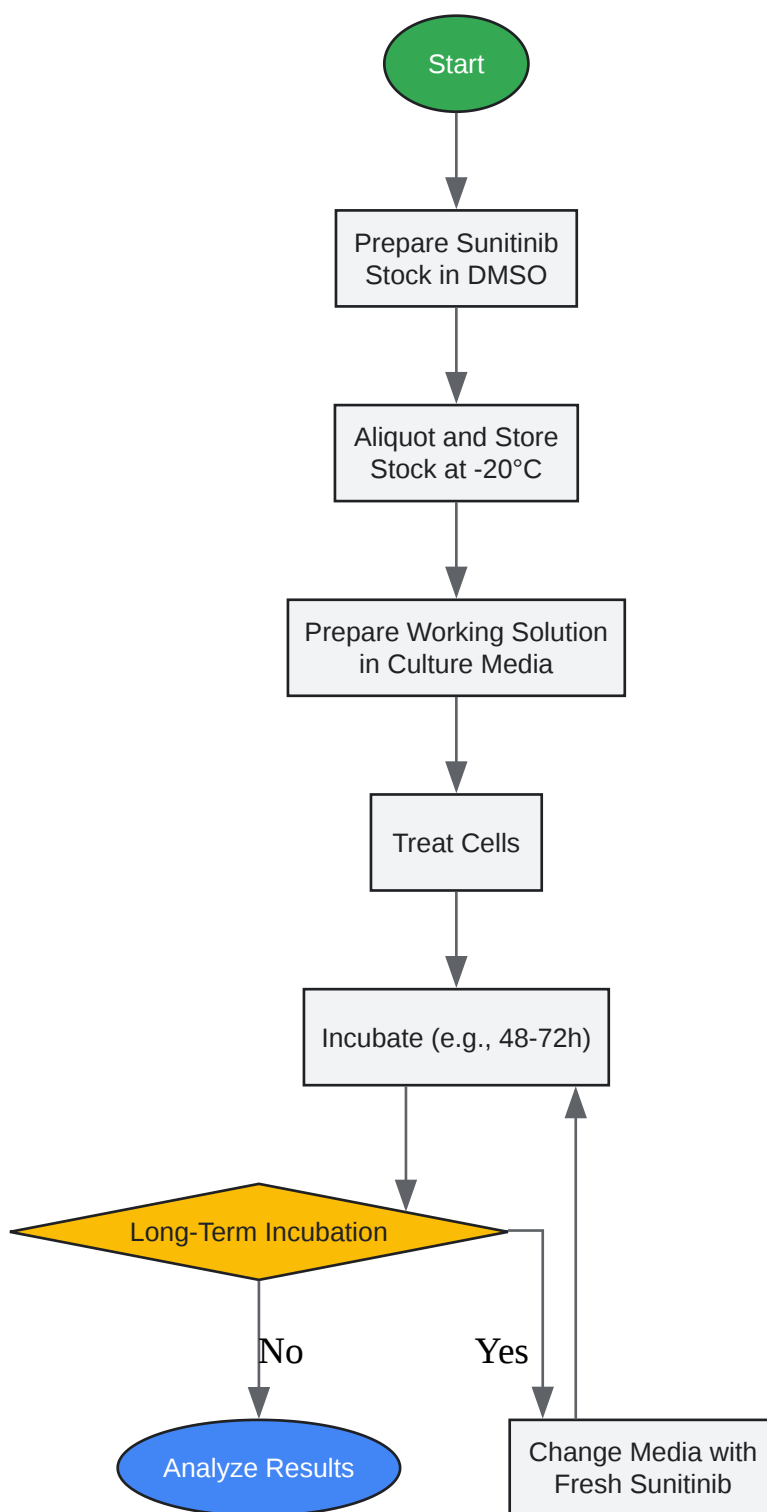 Start
Prepare Sunitinib
Stock in DMSO
Aliquot and Store
Stock at -20°C
Prepare Working Solution
in Culture Media
Treat Cells
Incubate (e.g., 48-72h)
Long-Term Incubation
No
Yes
Analyze Results
Change Media with
Fresh Sunitinib